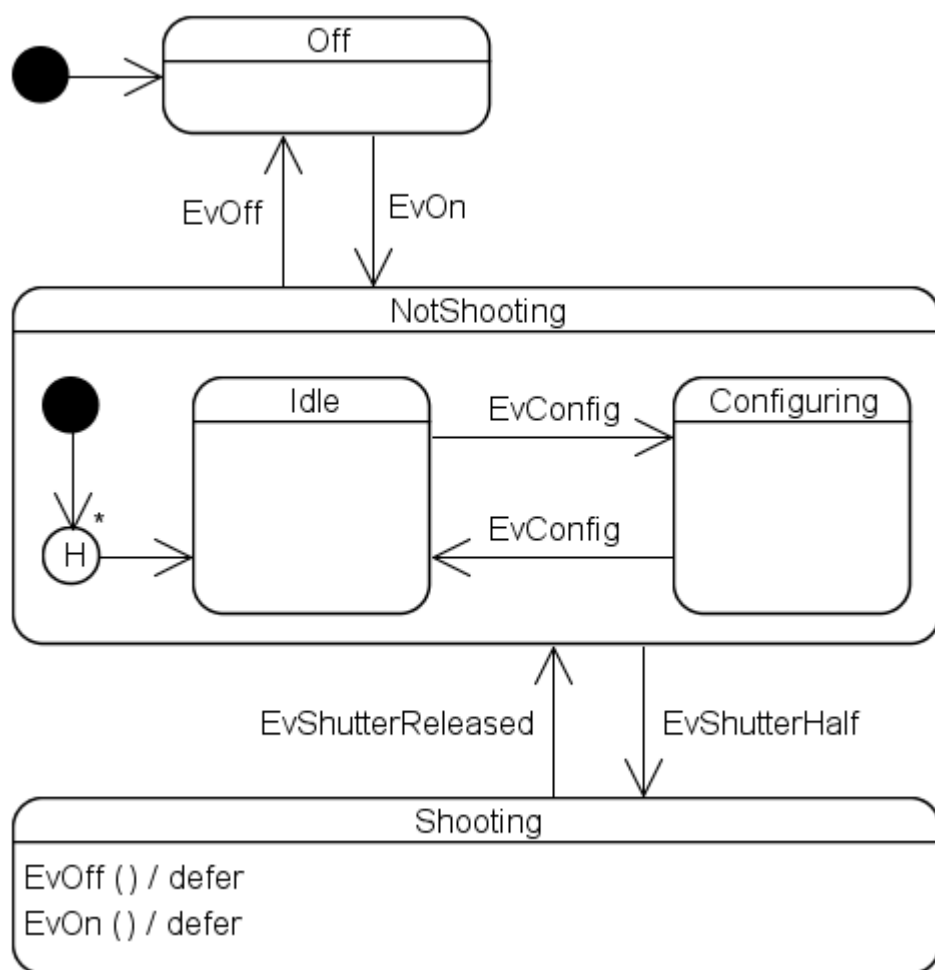 Off
EvOff
EvOn
NotShooting
Idle
EvConfig
Configuring
*
H
EvConfig
EvShutterReleased
EvShutterHalf
Shooting
EvOff () / defer
EvOn () / defer